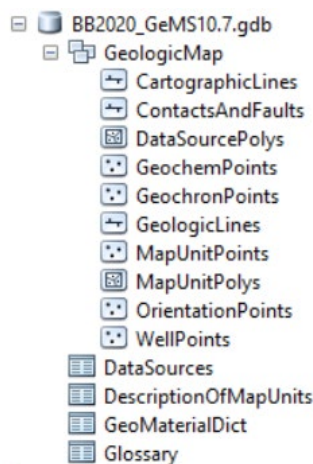 BB2020_GeMS10.7.gdb
GeologicMap
CartographicLines
ContactsAndFaults
DataSourcePolys
GeochemPoints
GeochronPoints
GeologicLines
MapUnitPoints
MapUnitPolys
OrientationPoints
WellPoints
DataSources
DescriptionOfMapUnits
GeoMaterialDict
Glossary